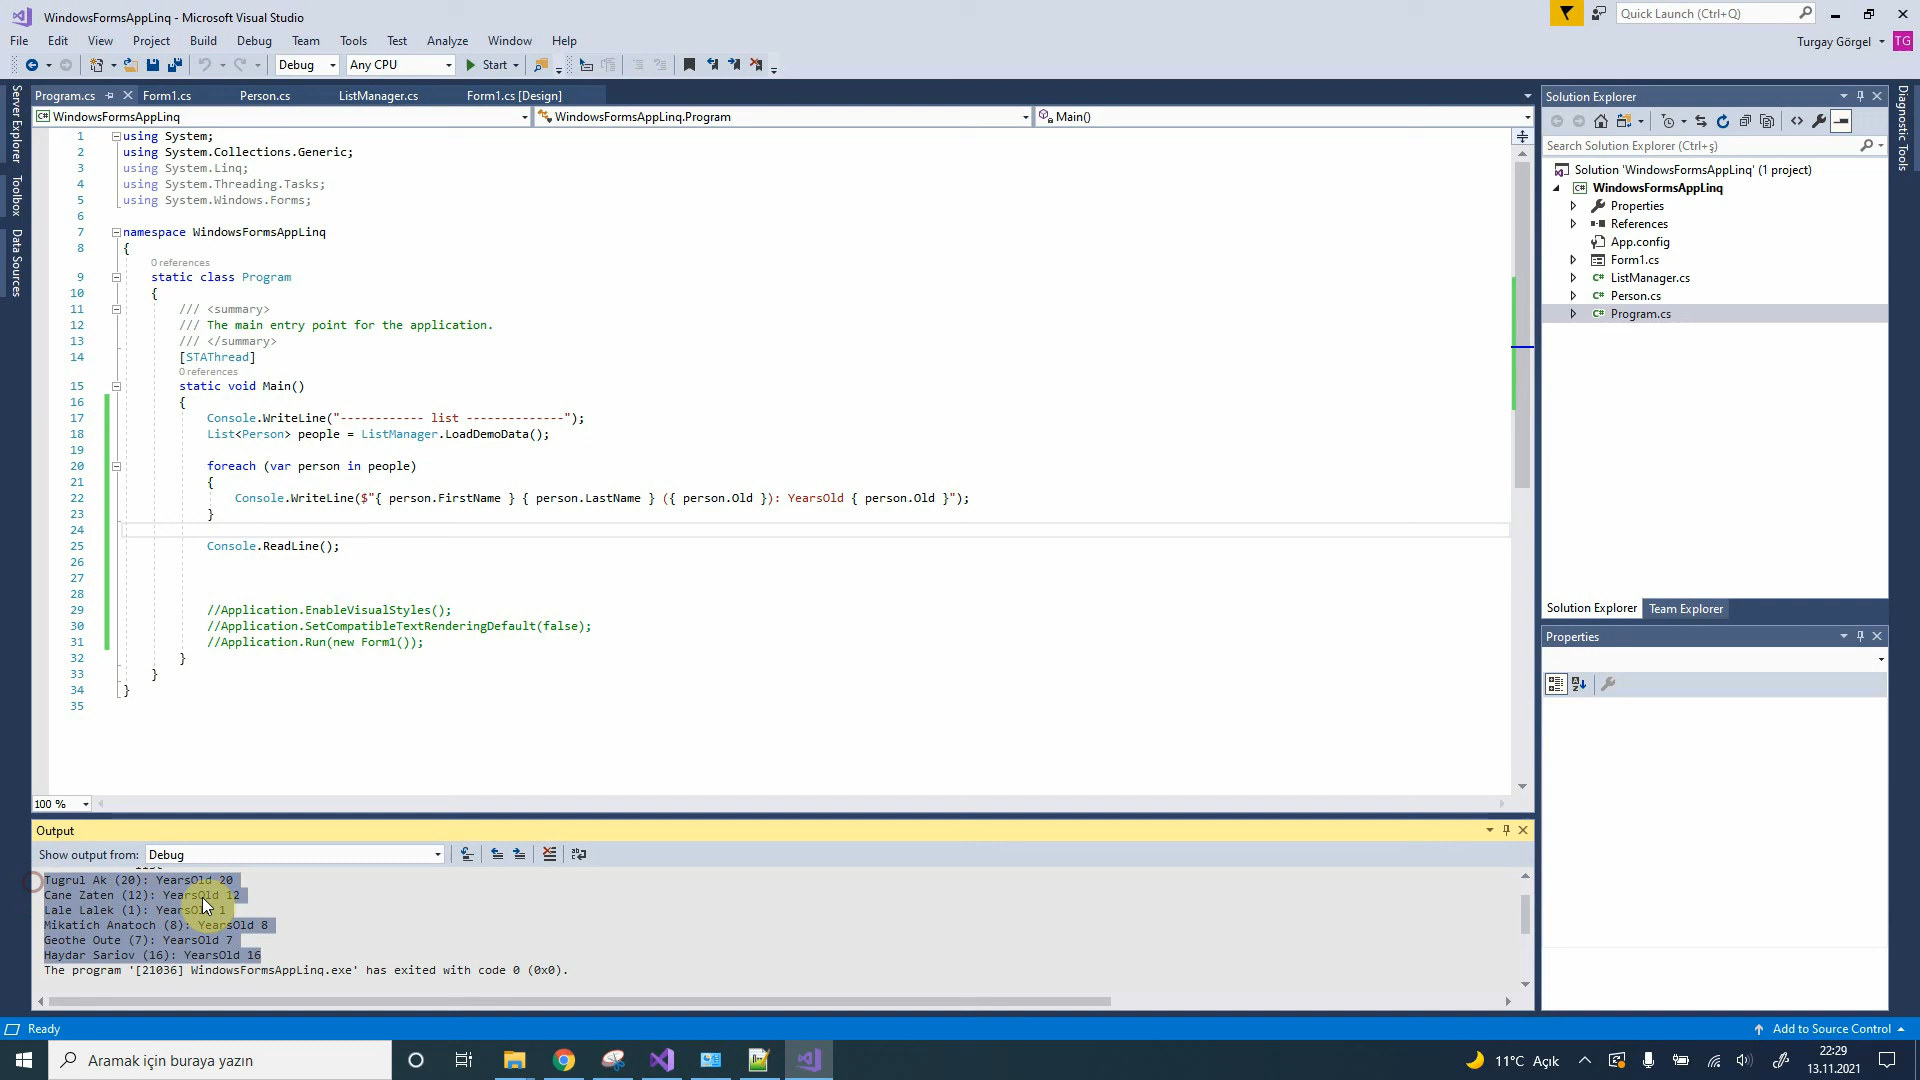 WindowsFormsAppLinq - Microsoft Visual Studio
Quick Launch (Ctrl+Q)
File Edit View Project Build Debug Team Tools Test Analyze Window Help
Turgay Görgel TG
Debug Any CPU Start
Server Explorer
Toolbox
Data Sources
Program.cs Form1.cs Person.cs ListManager.cs Form1.cs [Design]
WindowsFormsAppLinq WindowsFormsAppLinq.Program Main()
1 using System;
2 using System.Collections.Generic;
3 using System.Linq;
4 using System.Threading.Tasks;
5 using System.Windows.Forms;
6
7 namespace WindowsFormsAppLinq
8 {
0 references
9 static class Program
10 {
11 /// <summary>
12 /// The main entry point for the application.
13 /// </summary>
14 [STAThread]
0 references
15 static void Main()
16 {
17 Console.WriteLine("------------ list --------------");
18 List<Person> people = ListManager.LoadDemoData();
19
20 foreach (var person in people)
21 {
22 Console.WriteLine($"{ person.FirstName } { person.LastName } ({ person.Old }): YearsOld { person.Old }");
23 }
24
25 Console.ReadLine();
26
27
28
29 //Application.EnableVisualStyles();
30 //Application.SetCompatibleTextRenderingDefault(false);
31 //Application.Run(new Form1());
32 }
33 }
34 }
35
100 %
Output
Show output from: Debug
Tugrul Ak (20): YearsOld 20
Cane Zaten (12): YearsOld 12
Lale Lalek (1): YearsOld 1
Mikatich Anatoch (8): YearsOld 8
Geothe Oute (7): YearsOld 7
Haydar Sariov (16): YearsOld 16
The program '[21036] WindowsFormsAppLinq.exe' has exited with code 0 (0x0).
Solution Explorer
Search Solution Explorer (Ctrl+ş)
Solution 'WindowsFormsAppLinq' (1 project)
WindowsFormsAppLinq
Properties
References
App.config
Form1.cs
ListManager.cs
Person.cs
Program.cs
Solution Explorer Team Explorer
Properties
Diagnostic Tools
Ready
Add to Source Control
Aramak için buraya yazın
11°C Açık
22:29
13.11.2021